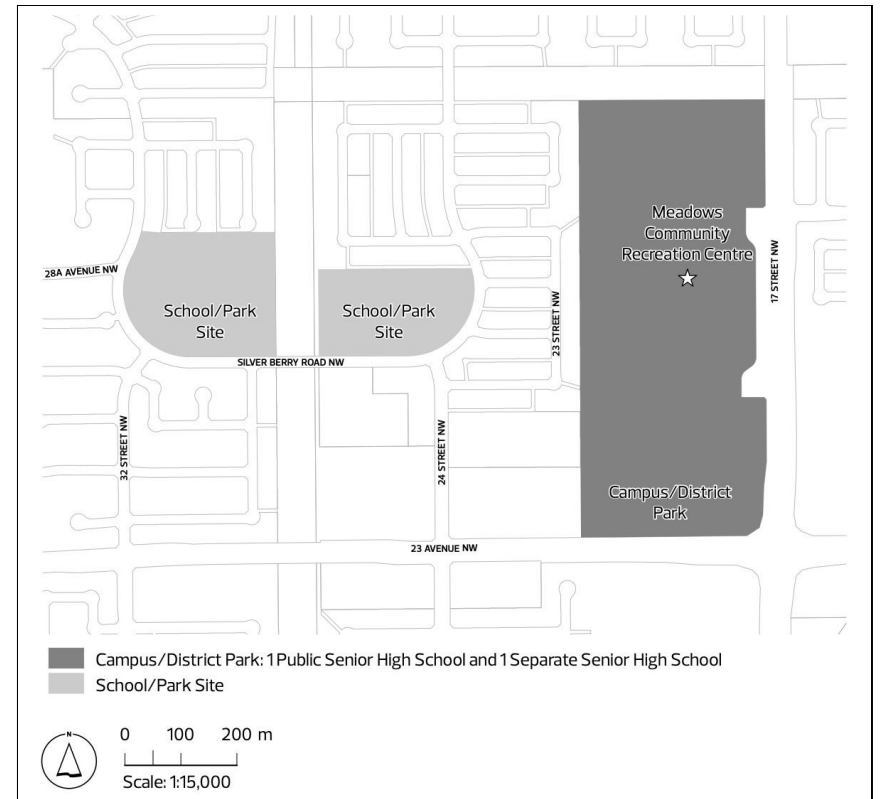 Meadows
Community
Recreation Centre
17 STREET NW
28A AVENUE NW
School/Park
Site
School/Park
Site
23 STREET NW
SILVER BERRY ROAD NW
32 STREET NW
24 STREET NW
Campus/District
Park
23 AVENUE NW
Campus/District Park: 1 Public Senior High School and 1 Separate Senior High School
School/Park Site
N
0 100 200 m
Scale: 1:15,000